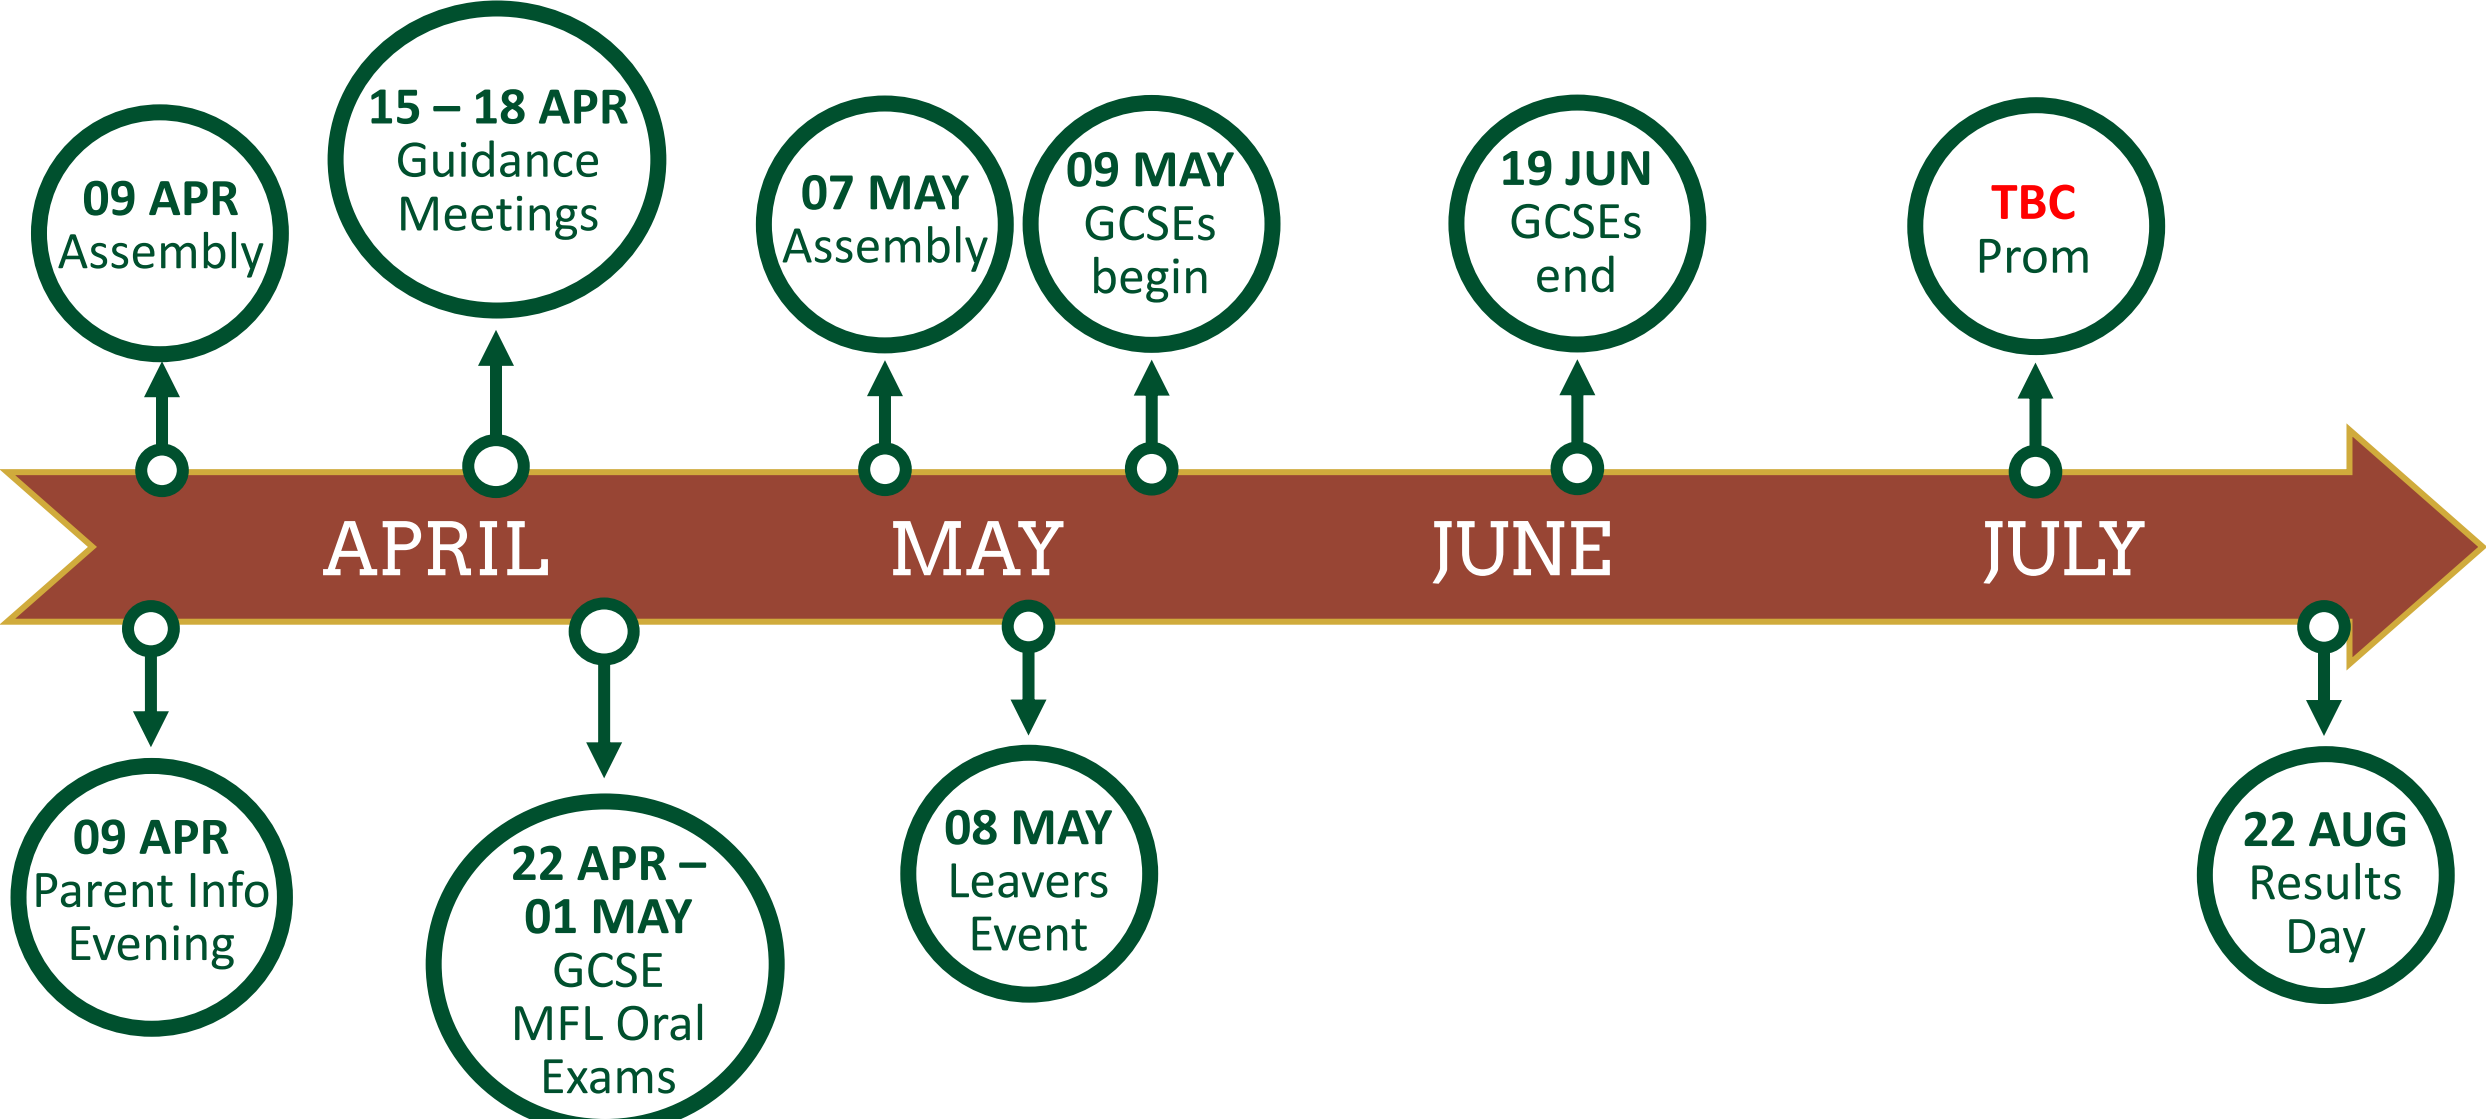 09 APR
Assembly
15 – 18 APR
Guidance
Meetings
07 MAY
Assembly
09 MAY
GCSEs
begin
19 JUN
GCSEs
end
TBC
Prom
APRIL
MAY
JUNE
JULY
09 APR
Parent Info
Evening
22 APR –
01 MAY
GCSE
MFL Oral
Exams
08 MAY
Leavers
Event
22 AUG
Results
Day